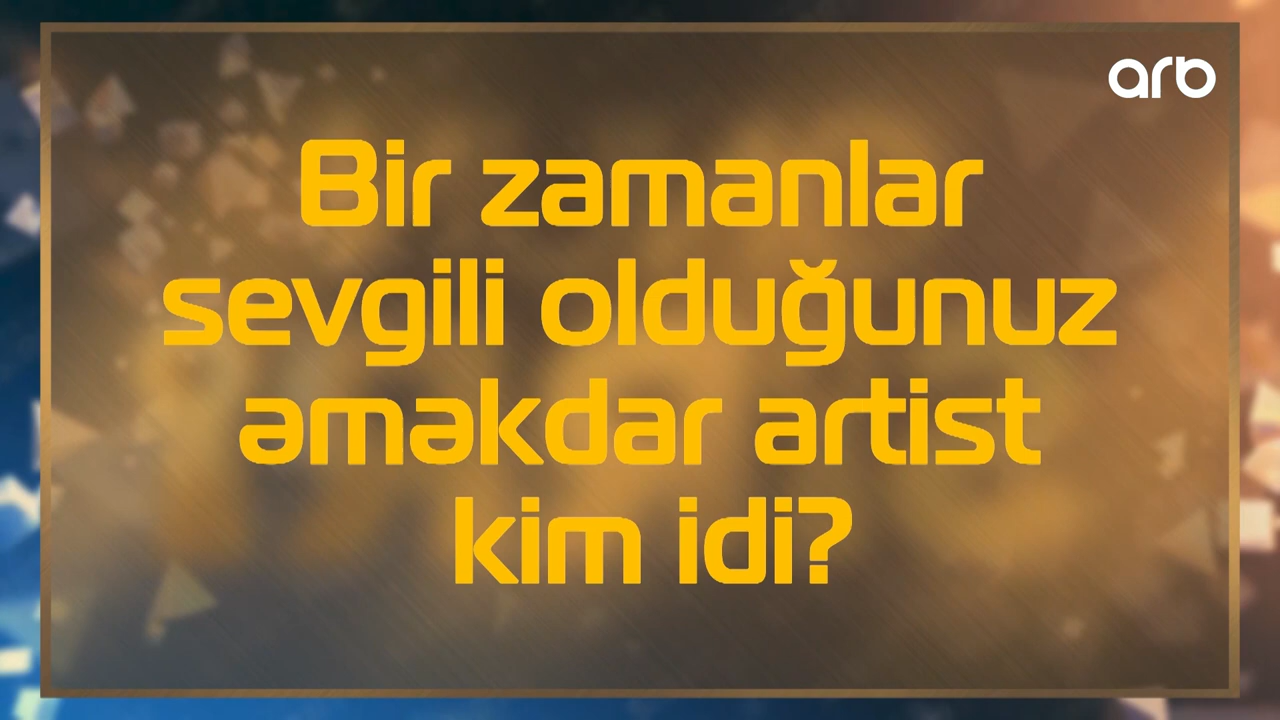 arb
Bir zamanlar
sevgili olduğunuz
əməkdar artist
kim idi?